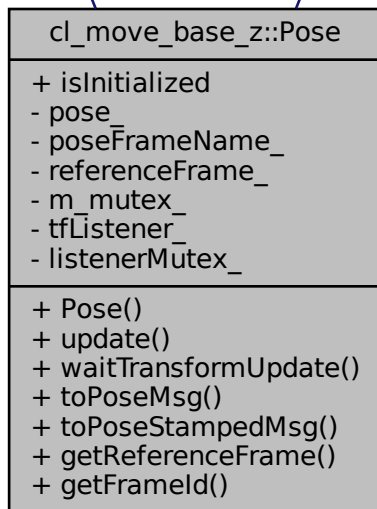 cl_move_base_z::Pose
+ isInitialized
- pose_
- poseFrameName_
- referenceFrame_
- m_mutex_
- tfListener_
- listenerMutex_
+ Pose()
+ update()
+ waitTransformUpdate()
+ toPoseMsg()
+ toPoseStampedMsg()
+ getReferenceFrame()
+ getFrameId()